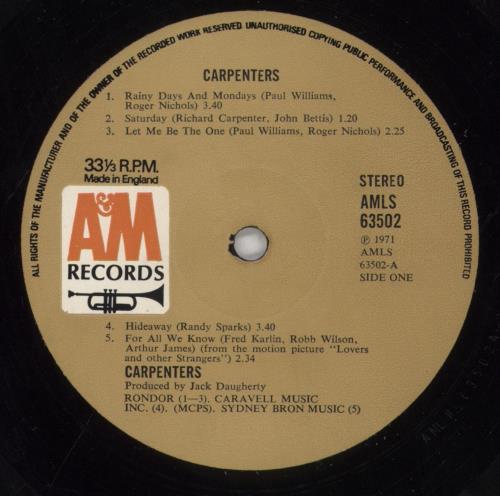 ALL RIGHTS OF THE MANUFACTURER AND OF THE OWNER OF THE RECORDED WORK RESERVED UNAUTHORISED COPYING PUBLIC PERFORMANCE AND BROADCASTING OF THIS RECORD PROHIBITED
CARPENTERS
1. Rainy Days And Mondays (Paul Williams,
Roger Nichols) 3.40
2. Saturday (Richard Carpenter, John Bettis) 1.20
3. Let Me Be The One (Paul Williams, Roger Nichols) 2.25
33⅓ R.P.M.
Made in England
A&M
RECORDS
STEREO
AMLS
63502
℗ 1971
AMLS
63502-A
SIDE ONE
4. Hideaway (Randy Sparks) 3.40
5. For All We Know (Fred Karlin, Robb Wilson,
Arthur James) (from the motion picture "Lovers
and other Strangers") 2.34
CARPENTERS
Produced by Jack Daugherty
RONDOR (1—3). CARAVELL MUSIC
INC. (4). (MCPS). SYDNEY BRON MUSIC (5)